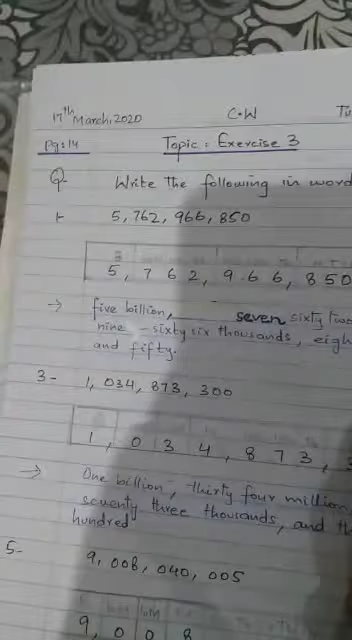 17th March, 2020 C.W Tu
Pg: 14 Topic: Exercise 3
Q Write the following in word
1- 5, 762, 966, 850
5, 7 6 2, 9 6 6, 8 5 0
→ five billion, seven sixty two
nine - sixty six thousands, eigh
and fifty.
3- 1, 034, 873, 300
1, 0 3 4, 8 7 3,
→ One billion, thirty four million,
seventy three thousands, and th
hundred
5- 9, 008, 040, 005
9, 0 0 8